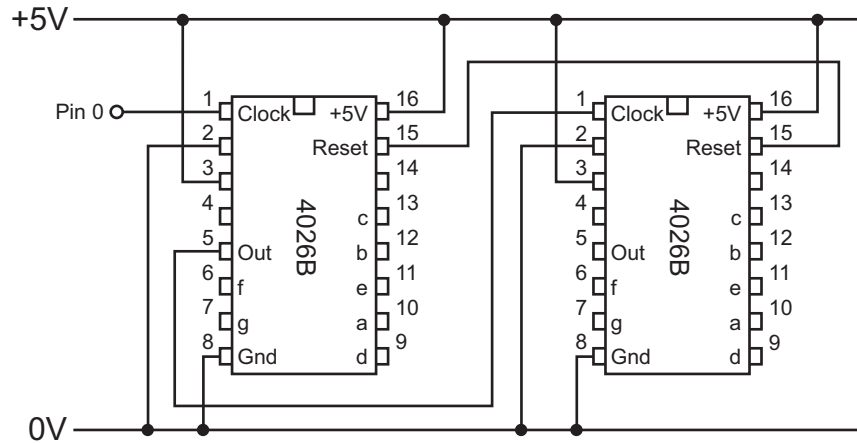 +5V
Pin 0
1 Clock +5V 16
2 Reset 15
3 14
4 c 13
5 Out b 12
6 f e 11
7 g a 10
8 Gnd d 9
4026B
1 Clock +5V 16
2 Reset 15
3 14
4 c 13
5 Out b 12
6 f e 11
7 g a 10
8 Gnd d 9
4026B
0V